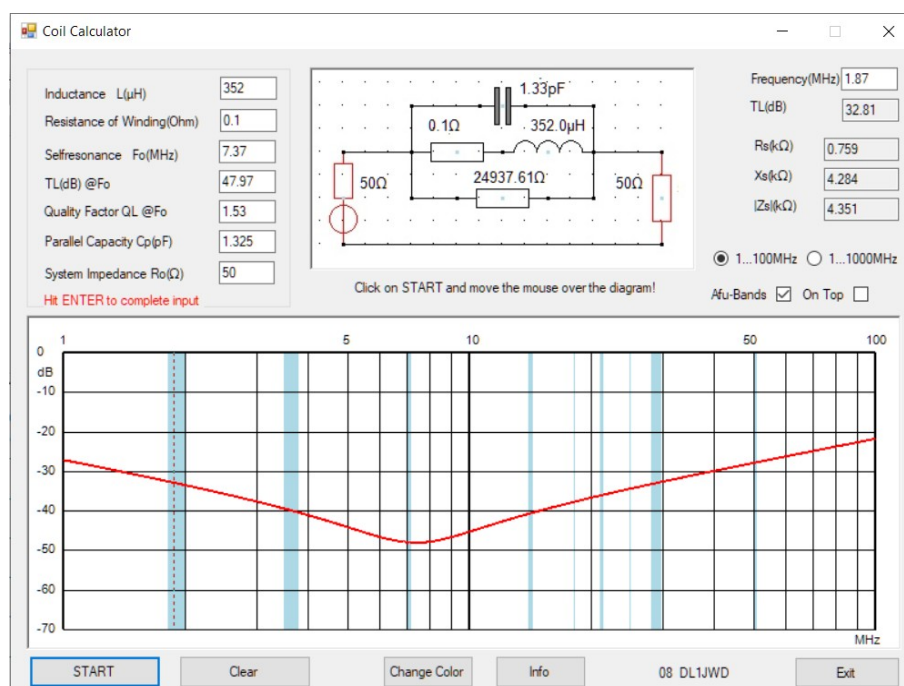 Coil Calculator
Inductance L(µH) 352
Resistance of Winding(Ohm) 0.1
Selfresonance Fo(MHz) 7.37
TL(dB) @Fo 47.97
Quality Factor QL @Fo 1.53
Parallel Capacity Cp(pF) 1.325
System Impedance Ro(Ω) 50
Hit ENTER to complete input
1.33pF
0.1Ω 352.0µH
50Ω 24937.61Ω 50Ω
Click on START and move the mouse over the diagram!
Frequency(MHz) 1.87
TL(dB) 32.81
Rs(kΩ) 0.759
Xs(kΩ) 4.284
|Zs|(kΩ) 4.351
1...100MHz 1...1000MHz
Afu-Bands On Top
1 5 10 50 100
0
dB
-10
-20
-30
-40
-50
-60
-70
MHz
START Clear Change Color Info 08 DL1JWD Exit